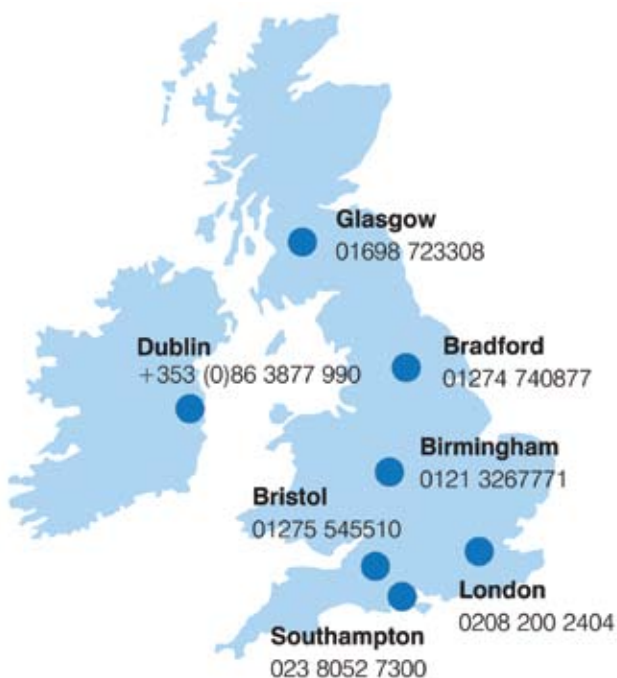 Glasgow
01698 723308
Dublin
+353 (0)86 3877 990
Bradford
01274 740877
Birmingham
0121 3267771
Bristol
01275 545510
London
0208 200 2404
Southampton
023 8052 7300